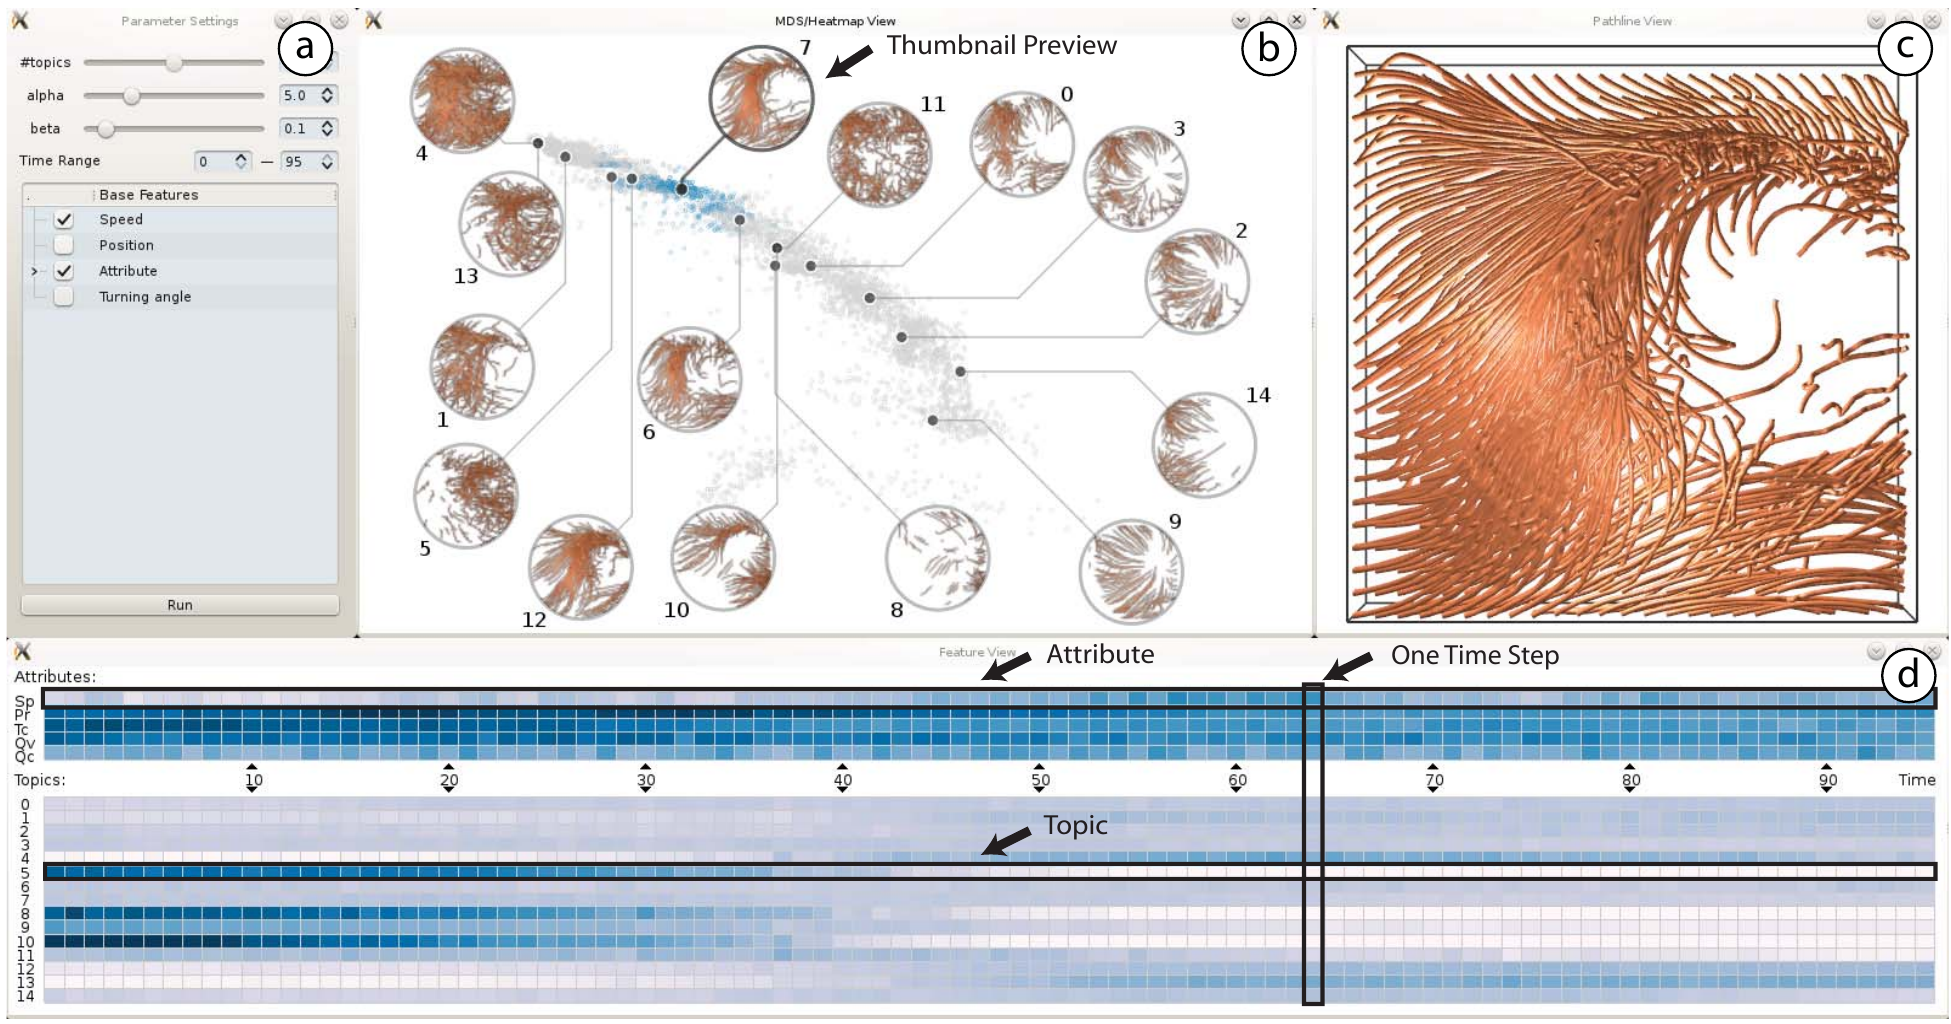 Parameter Settings
a
#topics
alpha
5.0
beta
0.1
Time Range
0
—
95
Base Features
Speed
Position
Attribute
Turning angle
Run
MDS/Heatmap View
b
Thumbnail Preview
7
11
0
3
4
2
13
1
6
14
5
9
12
10
8
Pathline View
c
Feature View
d
Attribute
One Time Step
Attributes:
Sp
Pr
Tc
Qv
Qc
Topics:
10 20 30 40 50 60 70 80 90 Time
Topic
0
1
2
3
4
5
6
7
8
9
10
11
12
13
14